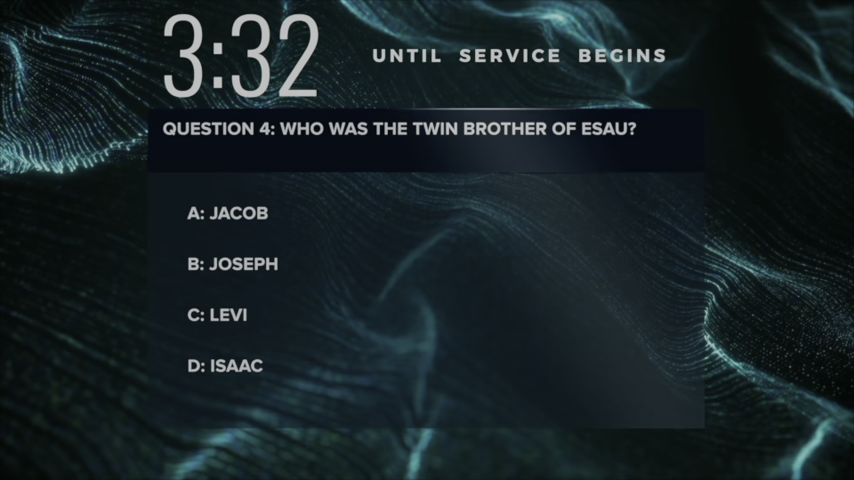 3:32 UNTIL SERVICE BEGINS
QUESTION 4: WHO WAS THE TWIN BROTHER OF ESAU?
A: JACOB
B: JOSEPH
C: LEVI
D: ISAAC